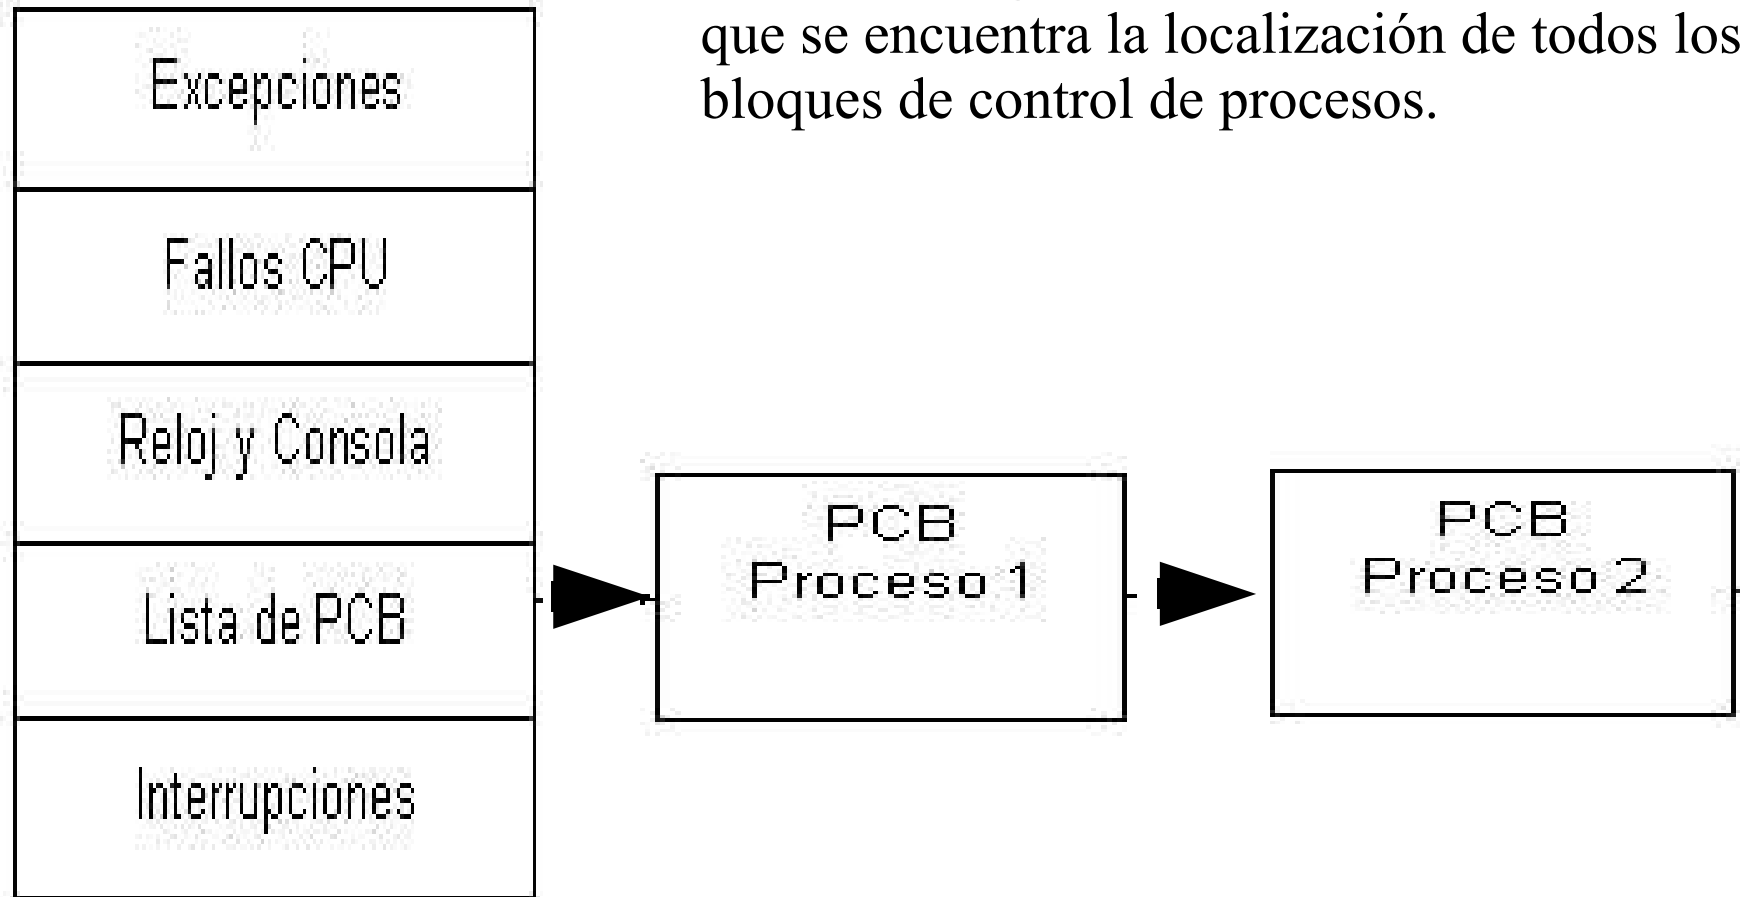 que se encuentra la localización de todos los
bloques de control de procesos.
Excepciones
Fallos CPU
Reloj y Consola
Lista de PCB
Interrupciones
PCB
Proceso 1
PCB
Proceso 2